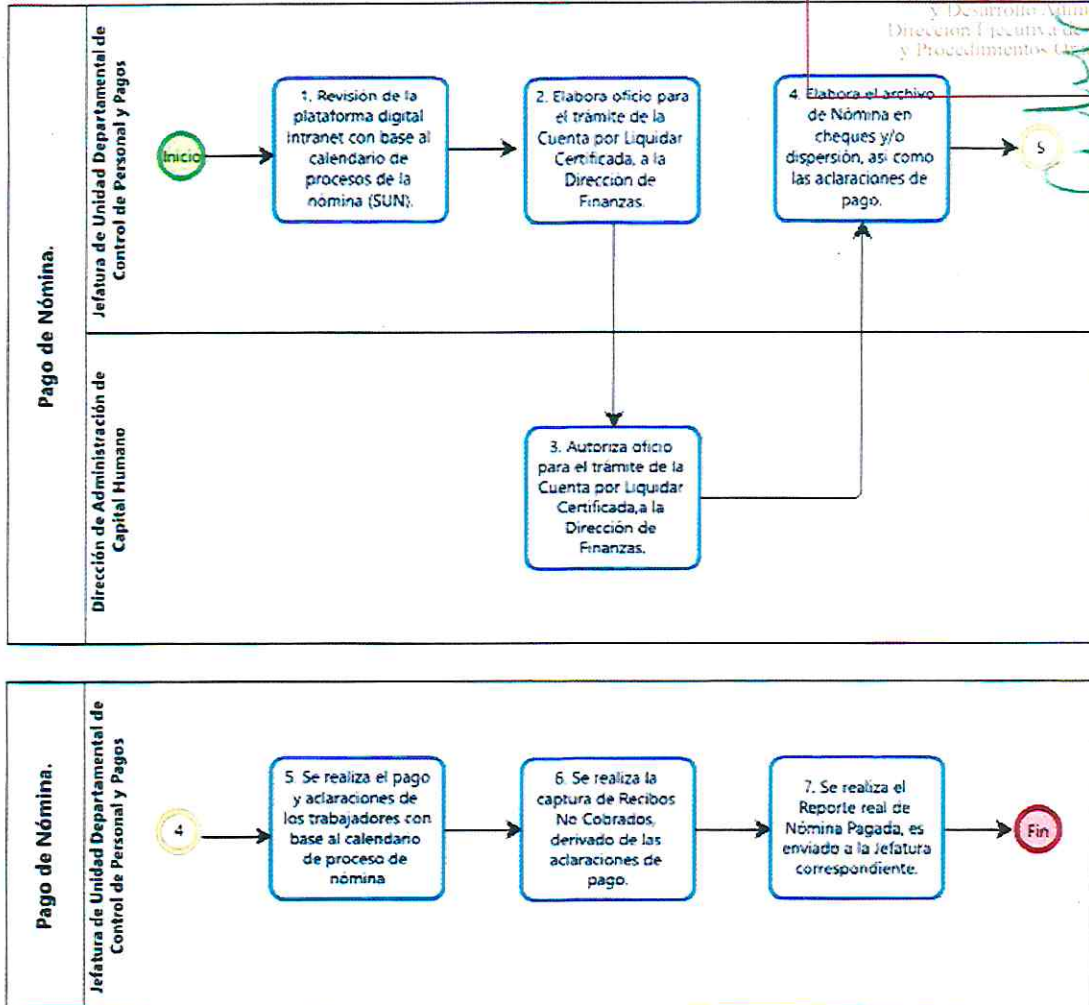 y Desarrollo
Dirección Ejecutiva de
y Procedimientos
Pago de Nómina.
Jefatura de Unidad Departamental de
Control de Personal y Pagos
Inicio
1. Revisión de la
plataforma digital
intranet con base al
calendario de
procesos de la
nómina (SUN).
2. Elabora oficio para
el trámite de la
Cuenta por Liquidar
Certificada, a la
Dirección de
Finanzas.
4. Elabora el archivo
de Nómina en
cheques y/o
dispersión, así como
las aclaraciones de
pago.
5
Dirección de Administración de
Capital Humano
3. Autoriza oficio
para el trámite de la
Cuenta por Liquidar
Certificada,a la
Dirección de
Finanzas.
Pago de Nómina.
Jefatura de Unidad Departamental de
Control de Personal y Pagos
4
5. Se realiza el pago
y aclaraciones de
los trabajadores con
base al calendario
de proceso de
nómina
6. Se realiza la
captura de Recibos
No Cobrados,
derivado de las
aclaraciones de
pago.
7. Se realiza el
Reporte real de
Nómina Pagada, es
enviado a la Jefatura
correspondiente.
Fin